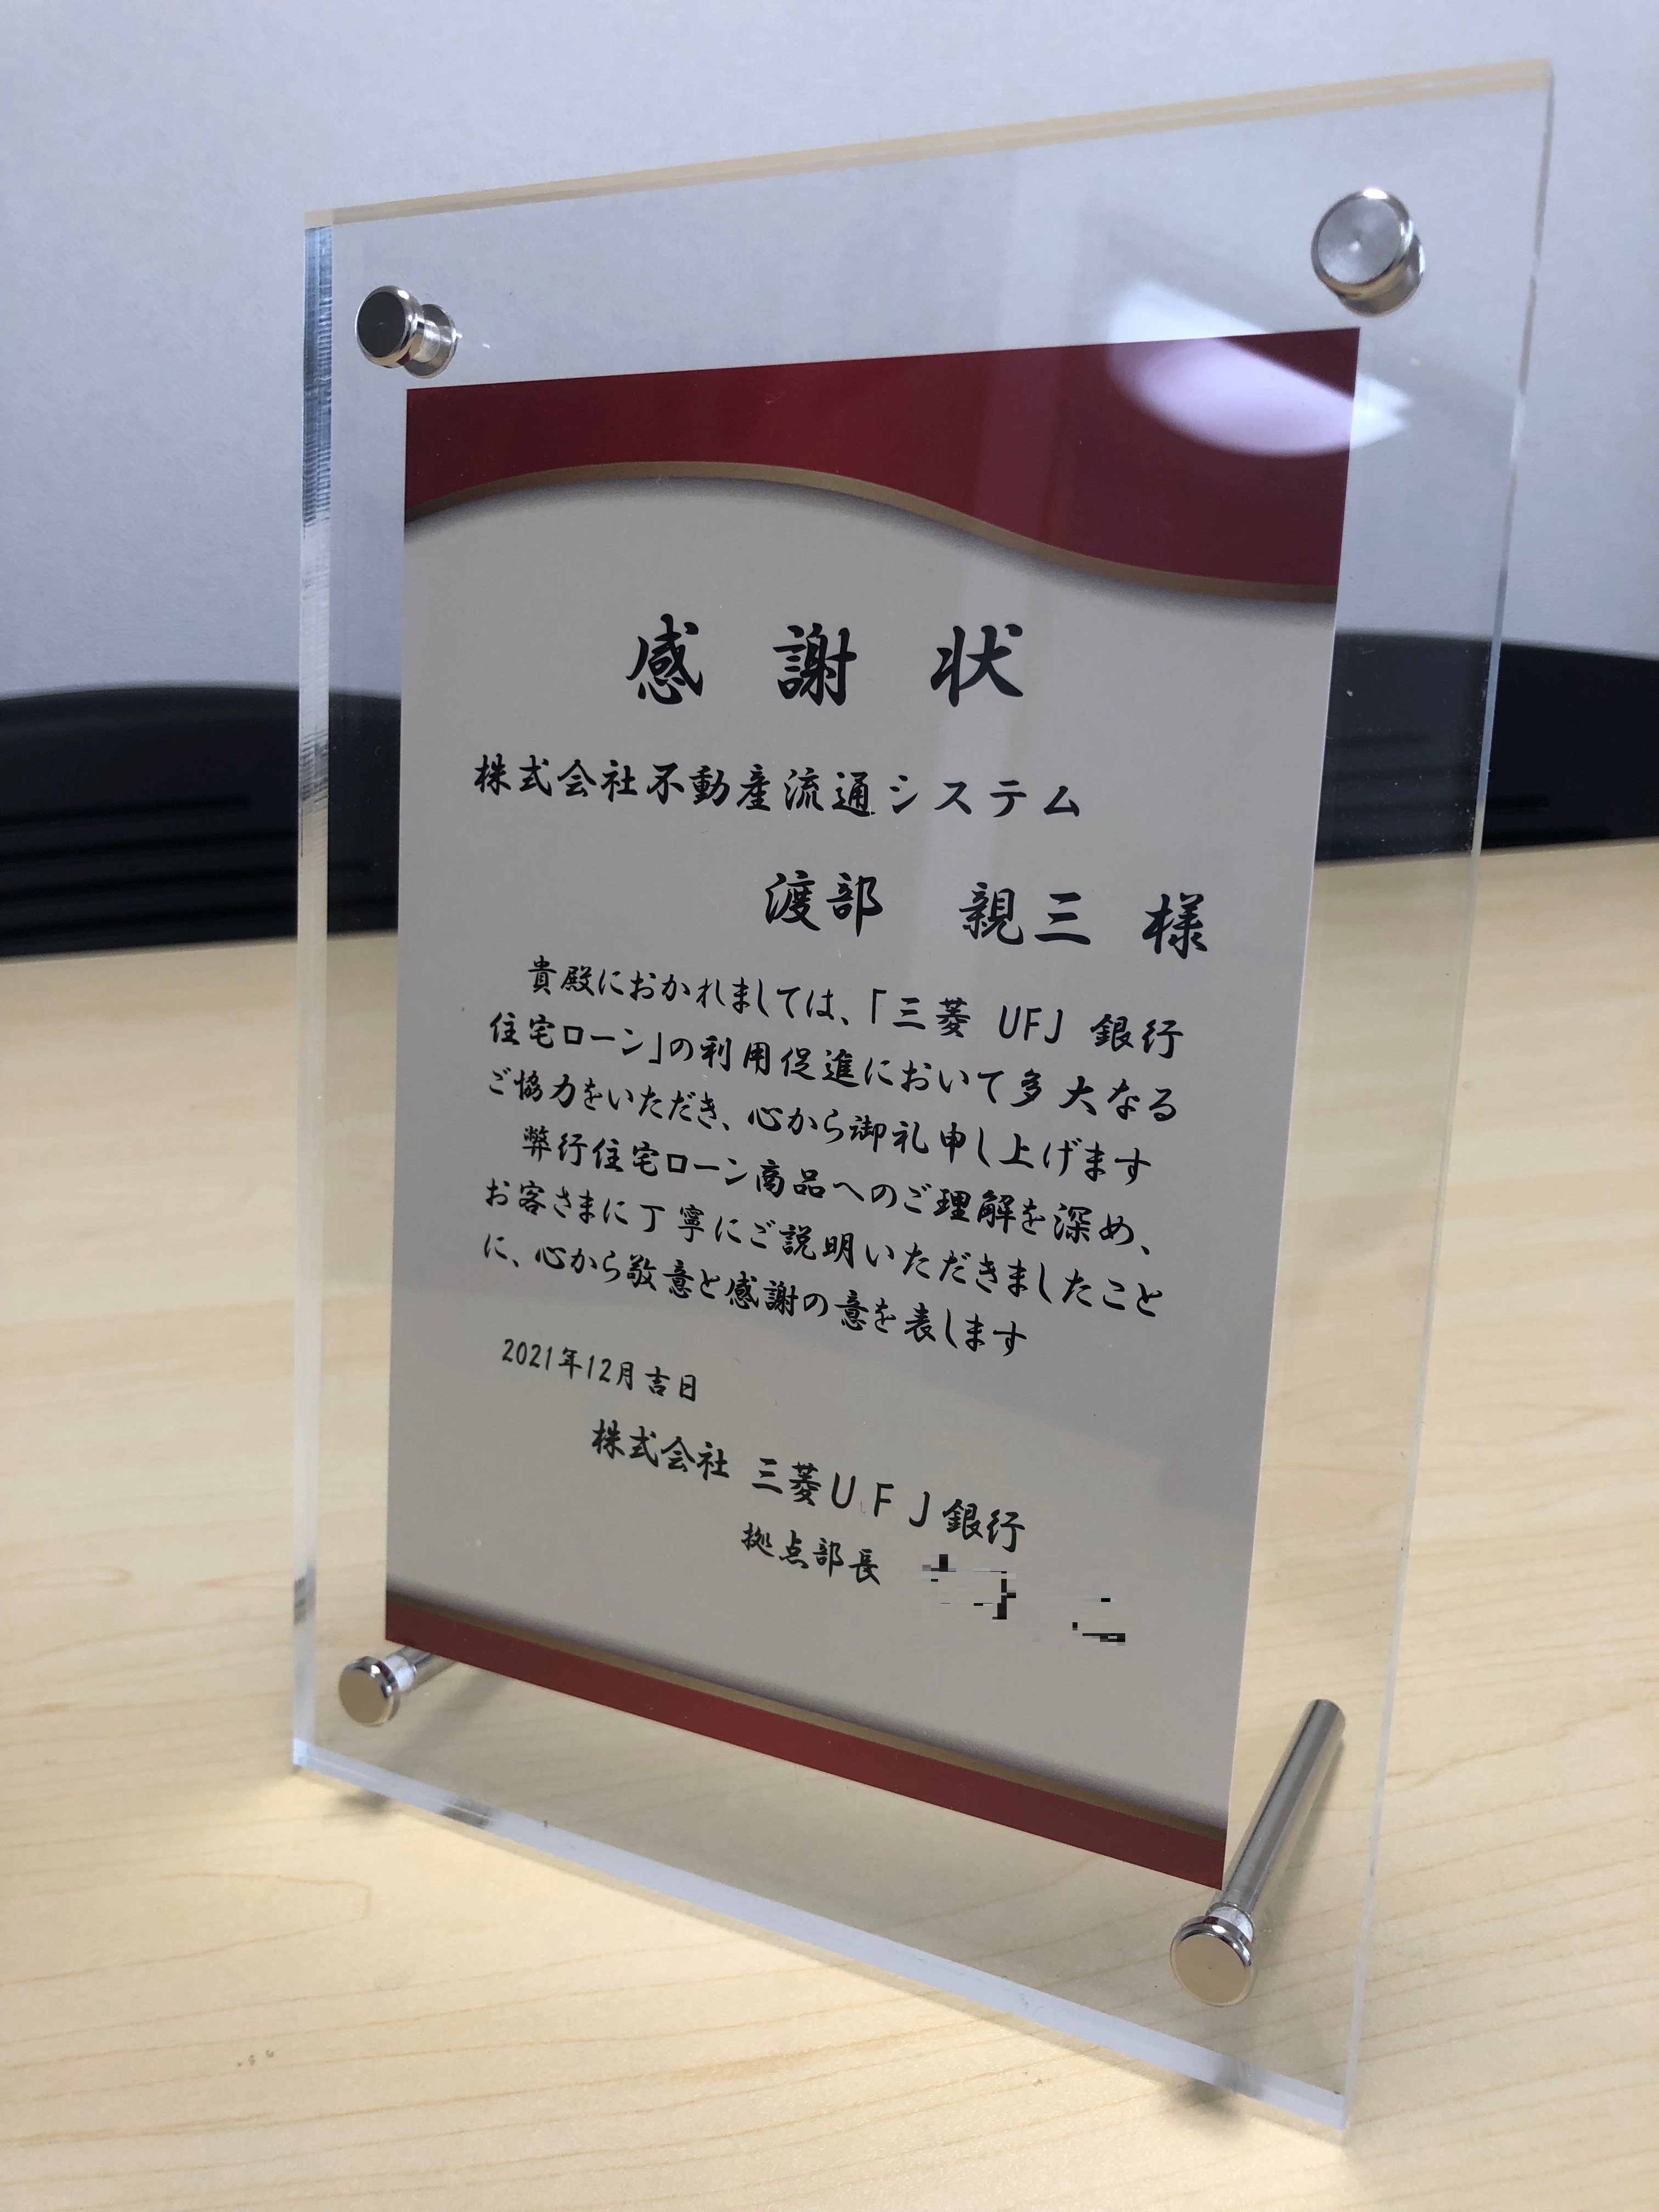 感 謝 状
株式会社不動産流通システム
渡部 親三 様
貴殿におかれましては、「三菱 UFJ 銀行
住宅ローン」の利用促進において多大なる
ご協力をいただき、心から御礼申し上げます
弊行住宅ローン商品へのご理解を深め、
お客さまに丁寧にご説明いただきましたこと
に、心から敬意と感謝の意を表します
2021年12月吉日
株式会社 三菱UFJ銀行
拠点部長